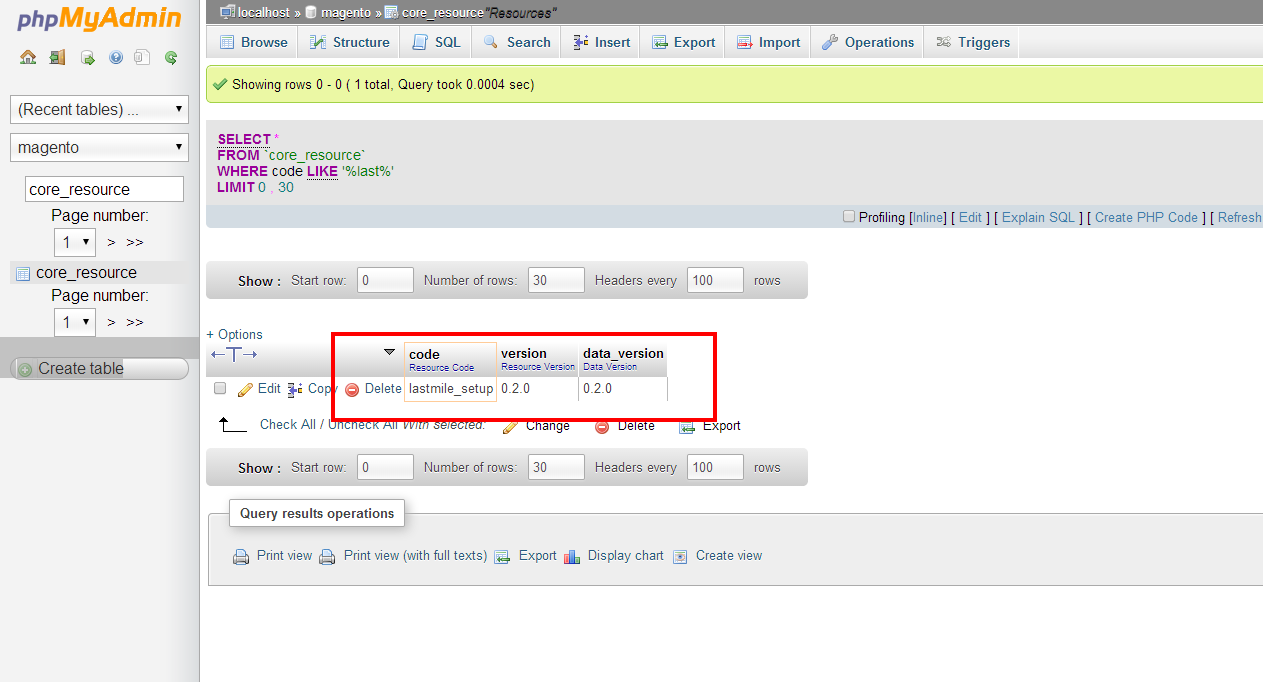 phpMyAdmin
(Recent tables) ...
magento
core_resource
Page number:
1 > >>
core_resource
Page number:
1 > >>
Create table
localhost » magento » core_resource "Resources"
Browse Structure SQL Search Insert Export Import Operations Triggers
Showing rows 0 - 0 ( 1 total, Query took 0.0004 sec)
SELECT *
FROM `core_resource`
WHERE code LIKE '%last%'
LIMIT 0 , 30
Profiling [Inline] [ Edit ] [ Explain SQL ] [ Create PHP Code ] [ Refresh
Show : Start row: 0 Number of rows: 30 Headers every 100 rows
+ Options
←T→ code version data_version
Resource Code Resource Version Data Version
Edit Copy Delete lastmile_setup 0.2.0 0.2.0
Check All / Uncheck All With selected: Change Delete Export
Show : Start row: 0 Number of rows: 30 Headers every 100 rows
Query results operations
Print view Print view (with full texts) Export Display chart Create view